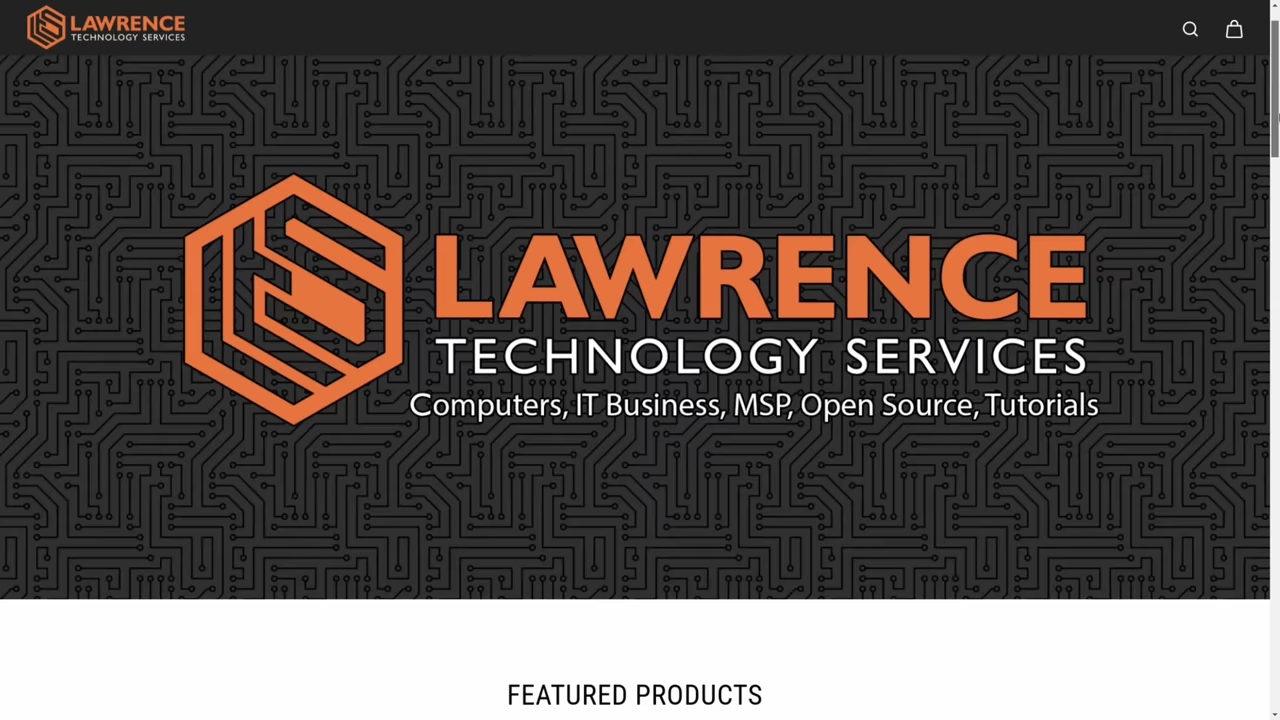 LAWRENCE
TECHNOLOGY SERVICES
LAWRENCE
TECHNOLOGY SERVICES
Computers, IT Business, MSP, Open Source, Tutorials
FEATURED PRODUCTS